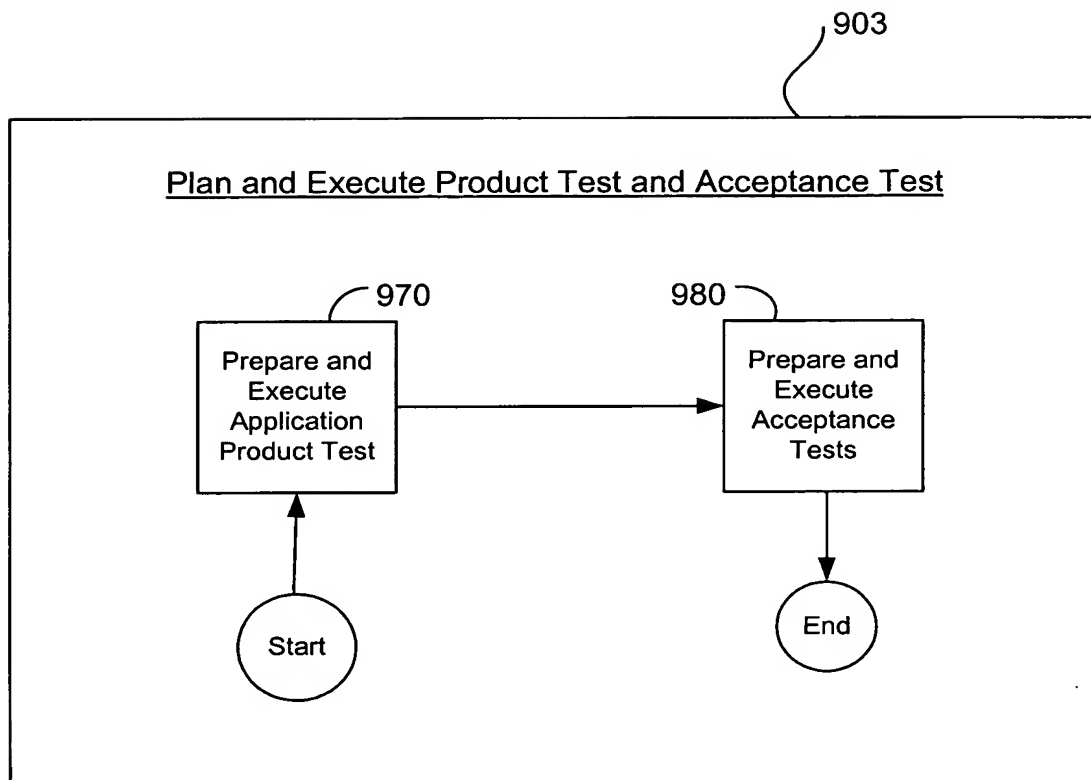 903
Plan and Execute Product Test and Acceptance Test
970
980
Prepare and
Execute
Application
Product Test
Prepare and
Execute
Acceptance
Tests
Start
End